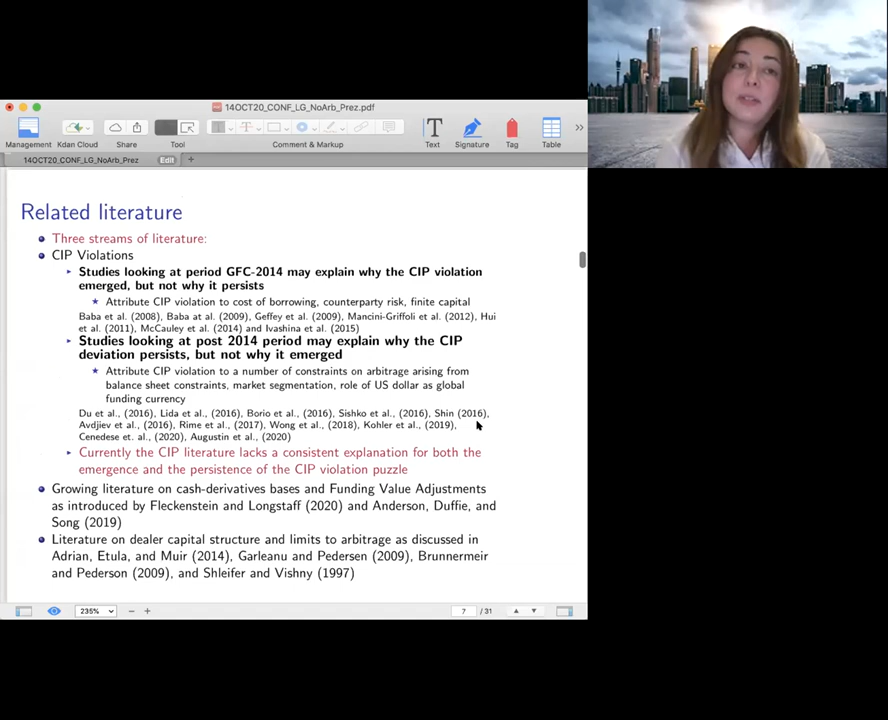 14OCT20_CONF_LG_NoArb_Prez.pdf
Management Kdan Cloud Share Tool Comment & Markup Text Signature Tag Table
14OCT20_CONF_LG_NoArb_Prez Edit
Related literature
Three streams of literature:
CIP Violations
Studies looking at period GFC-2014 may explain why the CIP violation
emerged, but not why it persists
Attribute CIP violation to cost of borrowing, counterparty risk, finite capital
Baba et al. (2008), Baba at al. (2009), Geffey et al. (2009), Mancini-Griffoli et al. (2012), Hui
et al. (2011), McCauley et al. (2014) and Ivashina et al. (2015)
Studies looking at post 2014 period may explain why the CIP
deviation persists, but not why it emerged
Attribute CIP violation to a number of constraints on arbitrage arising from
balance sheet constraints, market segmentation, role of US dollar as global
funding currency
Du et al., (2016), Lida et al., (2016), Borio et al., (2016), Sishko et al., (2016), Shin (2016),
Avdjiev et al., (2016), Rime et al., (2017), Wong et al., (2018), Kohler et al., (2019),
Cenedese et. al., (2020), Augustin et al., (2020)
Currently the CIP literature lacks a consistent explanation for both the
emergence and the persistence of the CIP violation puzzle
Growing literature on cash-derivatives bases and Funding Value Adjustments
as introduced by Fleckenstein and Longstaff (2020) and Anderson, Duffie, and
Song (2019)
Literature on dealer capital structure and limits to arbitrage as discussed in
Adrian, Etula, and Muir (2014), Garleanu and Pedersen (2009), Brunnermeir
and Pederson (2009), and Shleifer and Vishny (1997)
235% 7 / 31